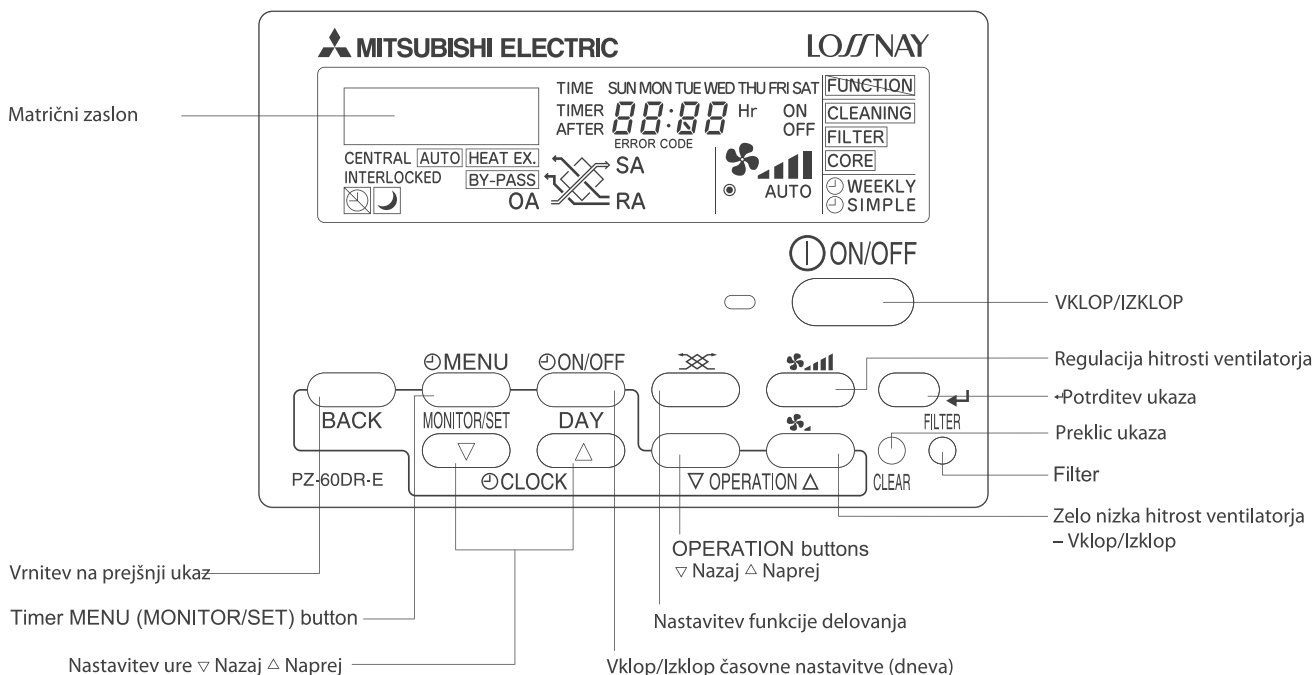 MITSUBISHI ELECTRIC LOSSNAY
TIME SUN MON TUE WED THU FRI SAT FUNCTION
TIMER 88:88 Hr ON CLEANING
AFTER OFF FILTER
ERROR CODE
CORE
CENTRAL AUTO HEAT EX. SA
INTERLOCKED BY-PASS
OA RA AUTO
WEEKLY
SIMPLE
Matrični zaslon
ON/OFF
VKLOP/IZKLOP
MENU ON/OFF
Regulacija hitrosti ventilatorja
↵Potrditev ukaza
BACK MONITOR/SET DAY FILTER
▽ △
Preklic ukaza
PZ-60DR-E CLOCK ▽ OPERATION △ CLEAR
Filter
Zelo nizka hitrost ventilatorja
– Vklop/Izklop
OPERATION buttons
▽ Nazaj △ Naprej
Vrnitev na prejšnji ukaz
Timer MENU (MONITOR/SET) button
Nastavitev funkcije delovanja
Nastavitev ure ▽ Nazaj △ Naprej
Vklop/Izklop časovne nastavitve (dneva)